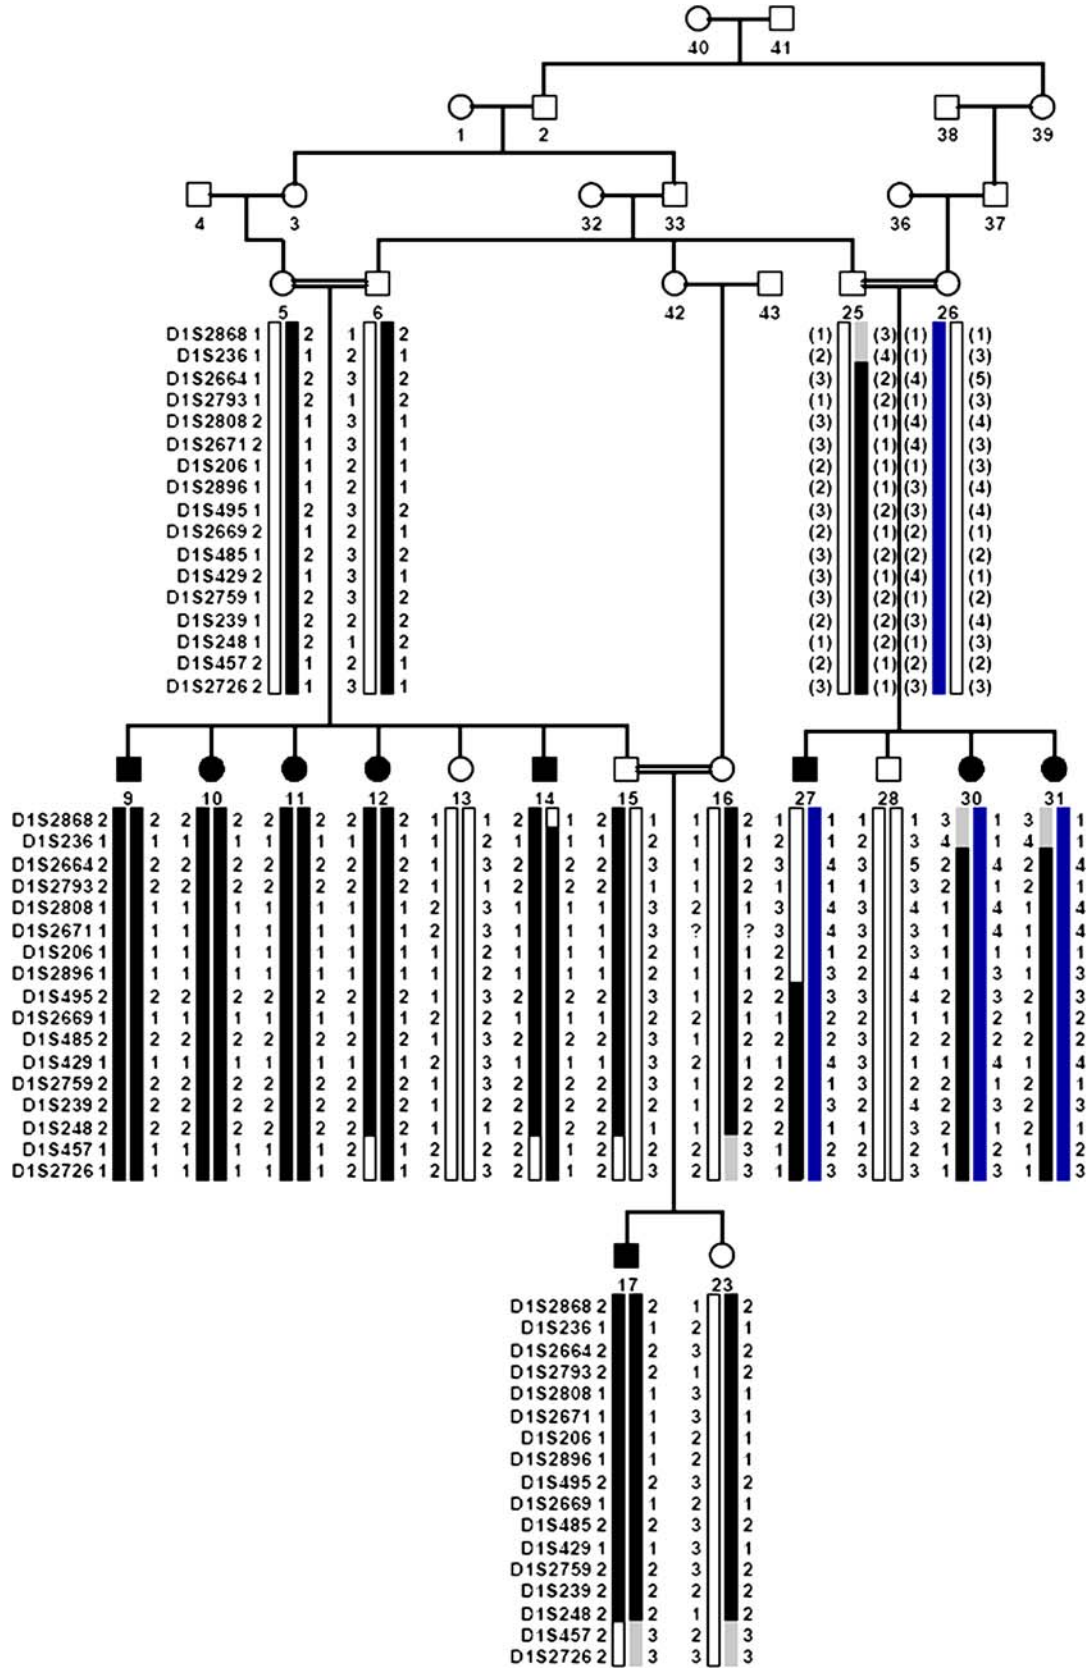 40 41
1 2 38 39
4 3 32 33 36 37
42 43
5 6 25 26
D1S2868 1 2 1 2 (1) (3) (1) (1)
D1S236 1 1 2 1 (2) (4) (1) (3)
D1S2664 1 2 3 2 (3) (2) (4) (5)
D1S2793 1 2 1 2 (1) (2) (1) (3)
D1S2808 2 1 3 1 (3) (1) (4) (4)
D1S2671 2 1 3 1 (3) (1) (4) (1)
D1S206 1 1 2 1 (2) (1) (1) (3)
D1S2896 1 1 2 1 (2) (1) (3) (4)
D1S495 1 2 3 2 (3) (2) (3) (4)
D1S2669 2 1 2 1 (2) (1) (2) (1)
D1S485 1 2 3 2 (3) (2) (2) (2)
D1S429 2 1 3 1 (3) (1) (4) (1)
D1S2759 1 2 3 2 (3) (2) (1) (2)
D1S239 1 2 2 2 (2) (2) (3) (4)
D1S248 1 2 1 2 (1) (2) (1) (3)
D1S457 2 1 2 1 (2) (1) (2) (2)
D1S2726 2 1 3 1 (3) (1) (3) (3)
9 10 11 12 13 14 15 16 27 28 30 31
D1S2868 2 2 2 2 2 2 2 2 1 1 2 1 2 1 1 2 1 1 1 1 3 1 3 1
D1S236 1 1 1 1 1 1 1 1 1 2 1 1 1 2 1 1 2 1 2 3 4 1 4 1
D1S2664 2 2 2 2 2 2 2 2 1 3 2 2 2 3 1 2 3 4 3 5 2 4 2 4
D1S2793 2 2 2 2 2 2 2 2 1 1 2 2 2 1 1 2 1 1 1 3 2 1 2 1
D1S2808 1 1 1 1 1 1 1 1 2 3 1 1 1 3 2 1 3 4 3 4 1 4 1 4
D1S2671 1 1 1 1 1 1 1 1 2 3 1 1 1 3 ? ? 3 4 3 1 1 4 1 4
D1S206 1 1 1 1 1 1 1 1 1 2 1 1 1 2 1 1 2 1 2 3 1 1 1 1
D1S2896 1 1 1 1 1 1 1 1 1 2 1 1 1 2 1 1 2 3 2 4 1 3 1 3
D1S495 2 2 2 2 2 2 2 2 1 3 2 2 2 3 1 2 2 3 3 4 2 3 2 3
D1S2669 1 1 1 1 1 1 1 1 2 2 1 1 1 2 2 1 1 2 2 1 1 2 1 2
D1S485 2 2 2 2 2 2 2 2 1 3 2 2 2 3 1 2 2 2 3 2 2 2 2 2
D1S429 1 1 1 1 1 1 1 1 2 3 1 1 1 3 2 1 1 4 3 1 1 4 1 4
D1S2759 2 2 2 2 2 2 2 2 1 3 2 2 2 3 1 2 2 1 3 2 2 1 2 1
D1S239 2 2 2 2 2 2 2 2 1 2 2 2 2 2 1 2 2 3 2 4 2 3 2 3
D1S248 2 2 2 2 2 2 2 2 1 1 2 2 2 1 1 2 2 1 1 3 2 1 2 1
D1S457 1 1 1 1 1 1 2 1 2 2 2 1 2 2 2 3 1 2 2 2 1 2 1 2
D1S2726 1 1 1 1 1 1 2 1 2 3 2 1 2 3 2 3 1 3 3 3 1 3 1 3
17 23
D1S2868 2 2 1 2
D1S236 1 1 2 1
D1S2664 2 2 3 2
D1S2793 2 2 1 2
D1S2808 1 1 3 1
D1S2671 1 1 3 1
D1S206 1 1 2 1
D1S2896 1 1 2 1
D1S495 2 2 3 2
D1S2669 1 1 2 1
D1S485 2 2 3 2
D1S429 1 1 3 1
D1S2759 2 2 3 2
D1S239 2 2 2 2
D1S248 2 2 1 2
D1S457 2 3 2 3
D1S2726 2 3 3 3